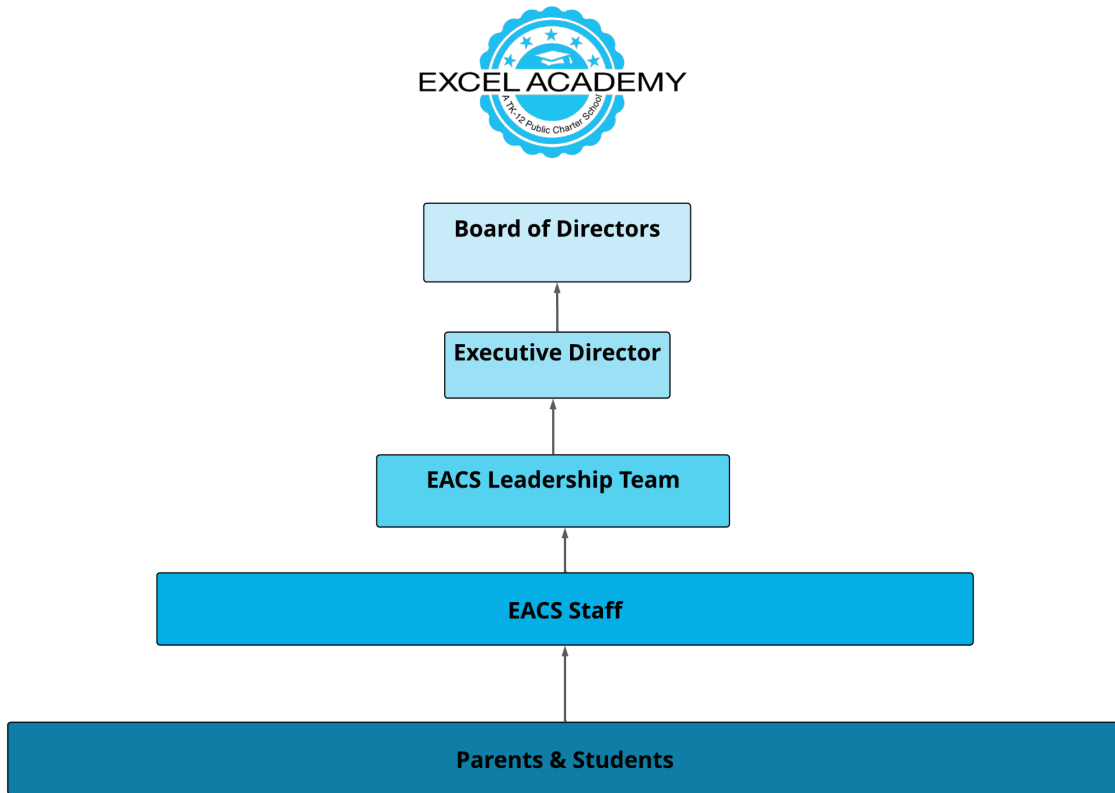 EXCEL ACADEMY
A TK-12 Public Charter School
Board of Directors
Executive Director
EACS Leadership Team
EACS Staff
Parents & Students